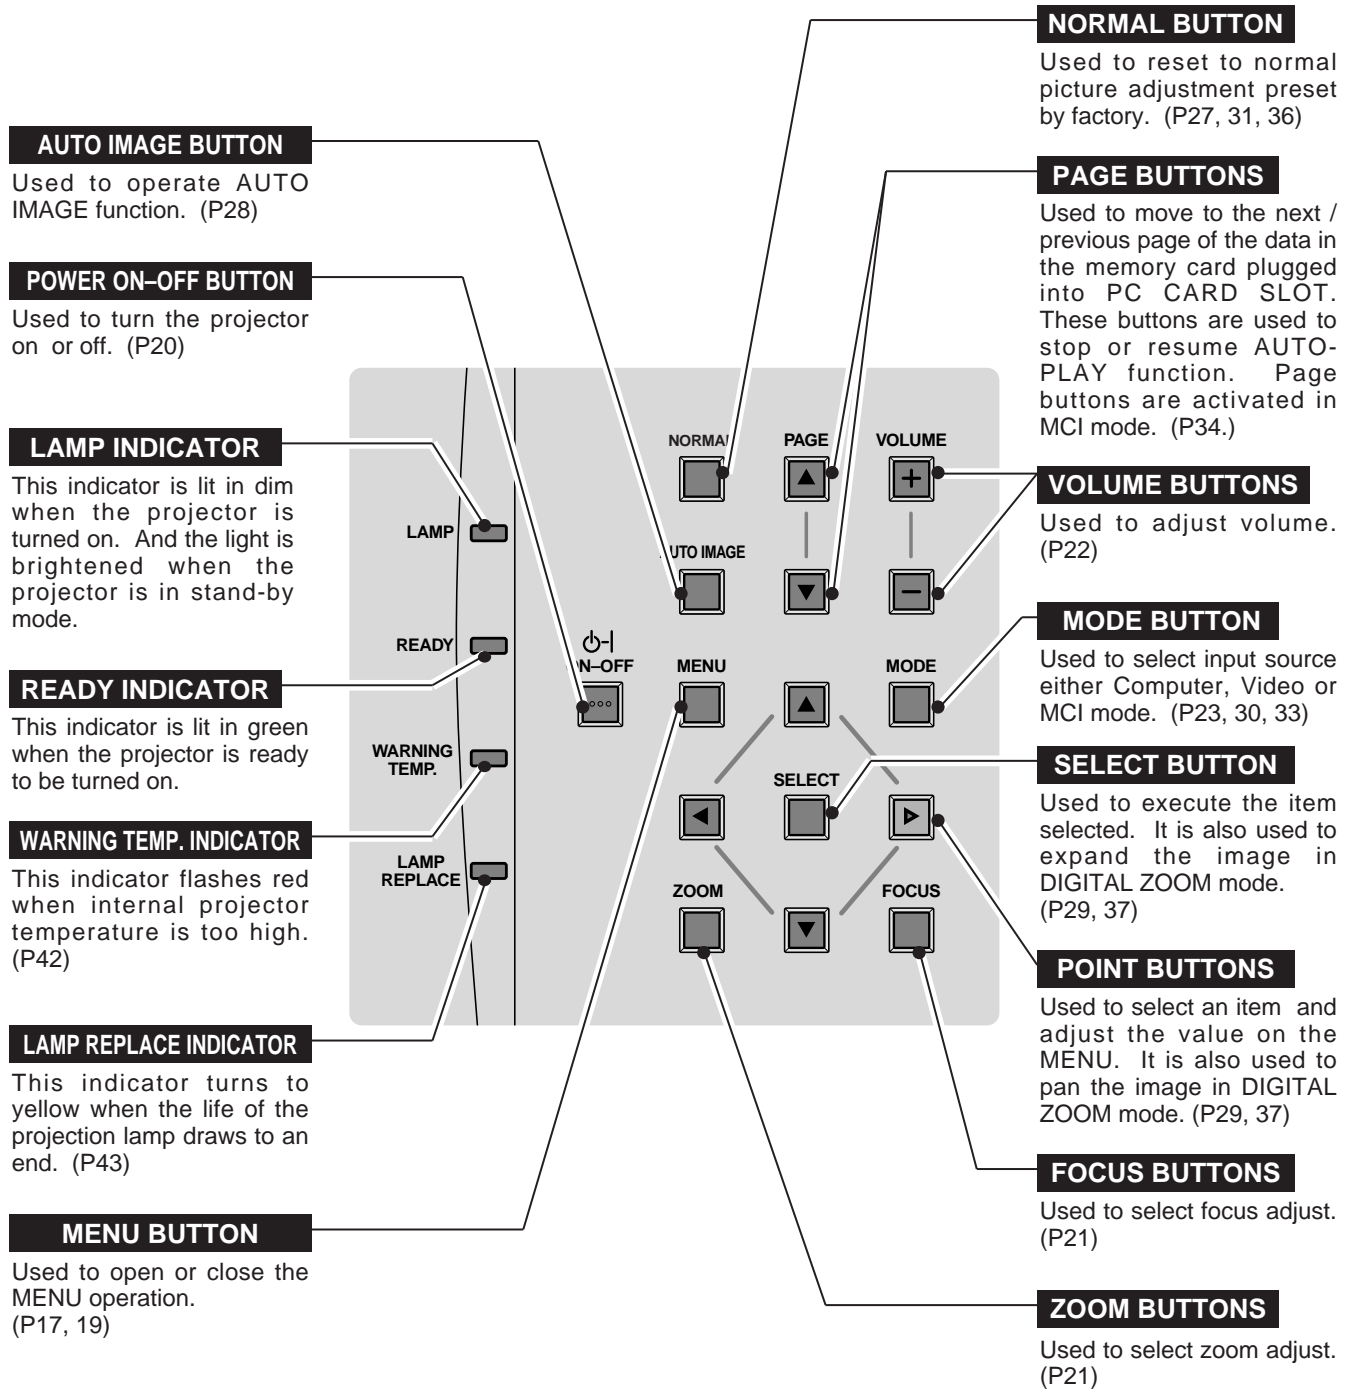 AUTO IMAGE BUTTON
Used to operate AUTO
IMAGE function. (P28)
POWER ON–OFF BUTTON
Used to turn the projector
on or off. (P20)
LAMP INDICATOR
This indicator is lit in dim
when the projector is
turned on. And the light is
brightened when the
projector is in stand-by
mode.
READY INDICATOR
This indicator is lit in green
when the projector is ready
to be turned on.
WARNING TEMP. INDICATOR
This indicator flashes red
when internal projector
temperature is too high.
(P42)
LAMP REPLACE INDICATOR
This indicator turns to
yellow when the life of the
projection lamp draws to an
end. (P43)
MENU BUTTON
Used to open or close the
MENU operation.
(P17, 19)
NORMAL PAGE VOLUME
LAMP
AUTO IMAGE
READY
ON–OFF MENU MODE
WARNING
TEMP.
SELECT
LAMP
REPLACE
ZOOM FOCUS
NORMAL BUTTON
Used to reset to normal
picture adjustment preset
by factory. (P27, 31, 36)
PAGE BUTTONS
Used to move to the next /
previous page of the data in
the memory card plugged
into PC CARD SLOT.
These buttons are used to
stop or resume AUTO-
PLAY function. Page
buttons are activated in
MCI mode. (P34.)
VOLUME BUTTONS
Used to adjust volume.
(P22)
MODE BUTTON
Used to select input source
either Computer, Video or
MCI mode. (P23, 30, 33)
SELECT BUTTON
Used to execute the item
selected. It is also used to
expand the image in
DIGITAL ZOOM mode.
(P29, 37)
POINT BUTTONS
Used to select an item and
adjust the value on the
MENU. It is also used to
pan the image in DIGITAL
ZOOM mode. (P29, 37)
FOCUS BUTTONS
Used to select focus adjust.
(P21)
ZOOM BUTTONS
Used to select zoom adjust.
(P21)